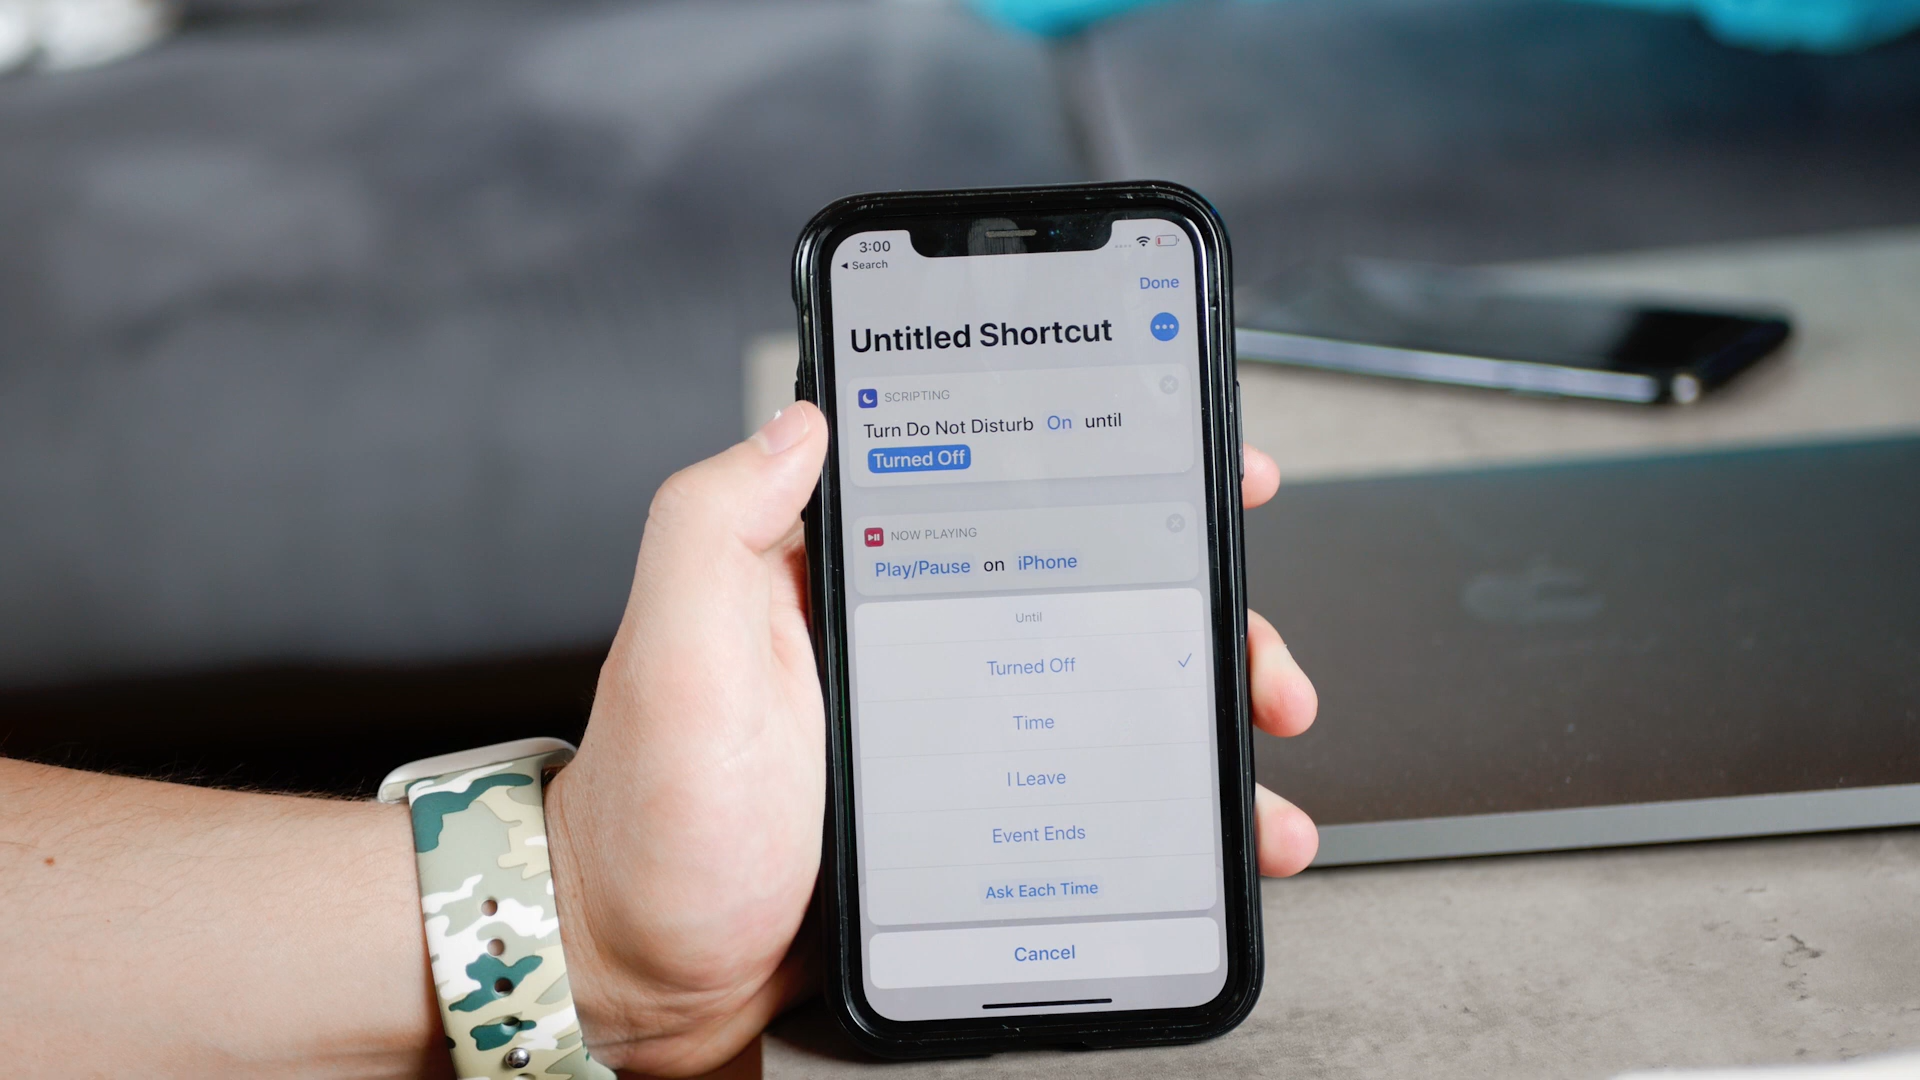 3:00
◀ Search
Done
Untitled Shortcut
SCRIPTING
Turn Do Not Disturb On until
Turned Off
NOW PLAYING
Play/Pause on iPhone
Until
Turned Off
Time
I Leave
Event Ends
Ask Each Time
Cancel